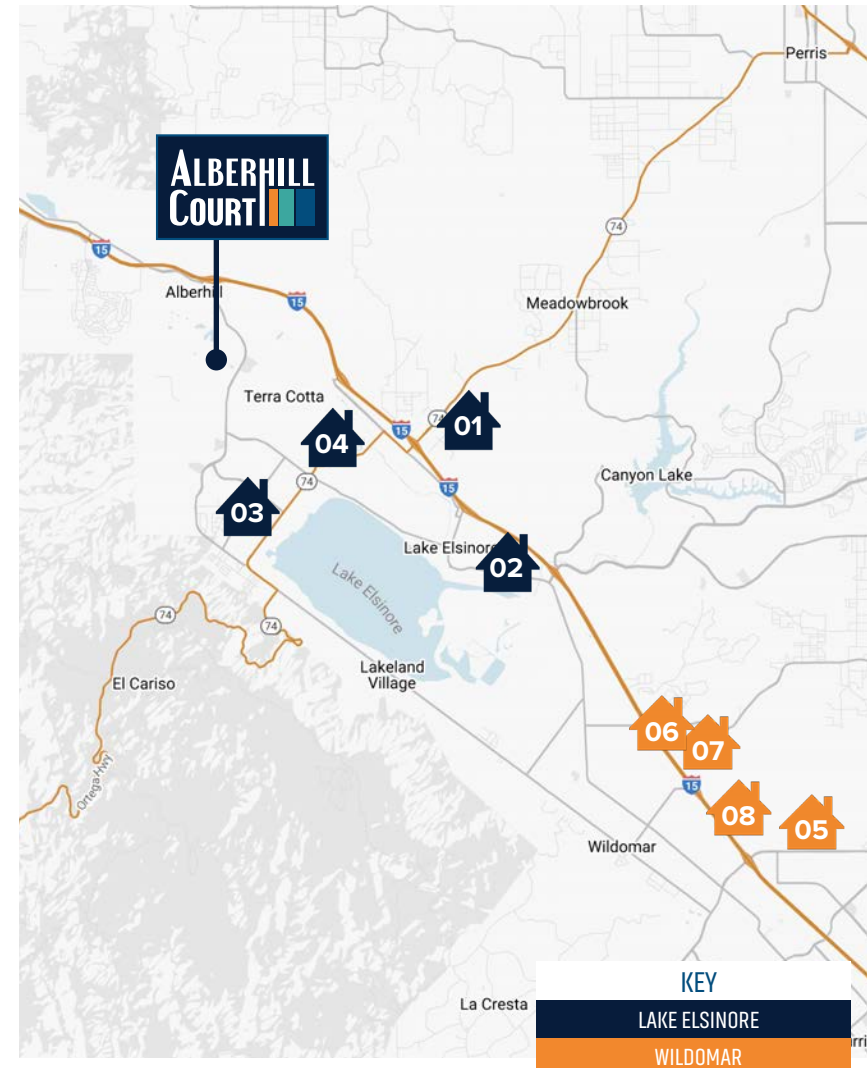 Perris
ALBERHILL
COURT
74
15
Alberhill
15
Meadowbrook
Terra Cotta
74
01
15
04
Canyon Lake
74
15
03
Lake Elsinore
02
Lake Elsinore
74
74
Lakeland
Village
El Cariso
06
07
Ortega Hwy
15
08
05
Wildomar
KEY
La Cresta
LAKE ELSINORE
WILDOMAR